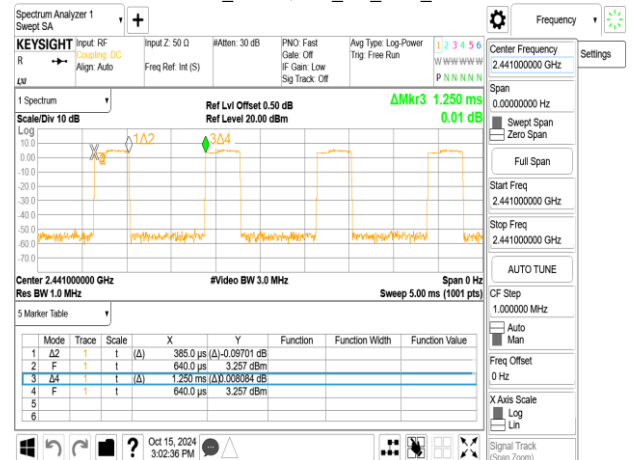 Spectrum Analyzer 1
Swept SA
Frequency
KEYSIGHT Input: RF Input Z: 50 Ω #Atten: 30 dB PNO: Fast Avg Type: Log-Power 1 2 3 4 5 6
R Coupling: DC Gate: Off Trig: Free Run
Align: Auto Freq Ref: Int (S) IF Gain: Low W W W W W W
Sig Track: Off P N N N N N
Center Frequency
2.441000000 GHz
Settings
Span
0.00000000 Hz
Swept Span
Zero Span
Full Span
Start Freq
2.441000000 GHz
Stop Freq
2.441000000 GHz
AUTO TUNE
CF Step
1.000000 MHz
Auto
Man
Freq Offset
0 Hz
X Axis Scale
Log
Lin
Signal Track
(Span Zoom)
1 Spectrum
Ref Lvl Offset 0.50 dB ΔMkr3 1.250 ms
Scale/Div 10 dB Ref Level 20.00 dBm 0.01 dB
Log
10.0
0.00
-10.0
-20.0
-30.0
-40.0
-50.0
-60.0
-70.0
1Δ2
3Δ4
Center 2.441000000 GHz #Video BW 3.0 MHz Span 0 Hz
Res BW 1.0 MHz Sweep 5.00 ms (1001 pts)
5 Marker Table
Mode Trace Scale X Y Function Function Width Function Value
1 Δ2 1 t (Δ) 385.0 µs (Δ) -0.09701 dB
2 F 1 t 640.0 µs 3.257 dBm
3 Δ4 1 t (Δ) 1.250 ms (Δ) 0.008084 dB
4 F 1 t 640.0 µs 3.257 dBm
5
6
?
Oct 15, 2024
3:02:36 PM